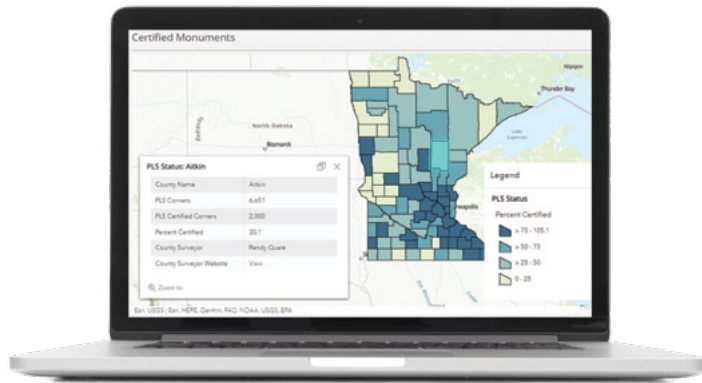 Certified Monuments
Nipigon
Thunder Bay
North Dakota
Bismarck
Lake Superior
PLS Status: Aitkin
County Name Aitkin
PLS Corners 6,651
PLS Certified Corners 2,000
Percent Certified 30.1
County Surveyor Randy Quale
County Surveyor Website View
Zoom to
Legend
PLS Status
Percent Certified
> 75 - 105.1
> 50 - 75
> 25 - 50
0 - 25
Esri, USGS | Esri, HERE, Garmin, FAO, NOAA, USGS, EPA